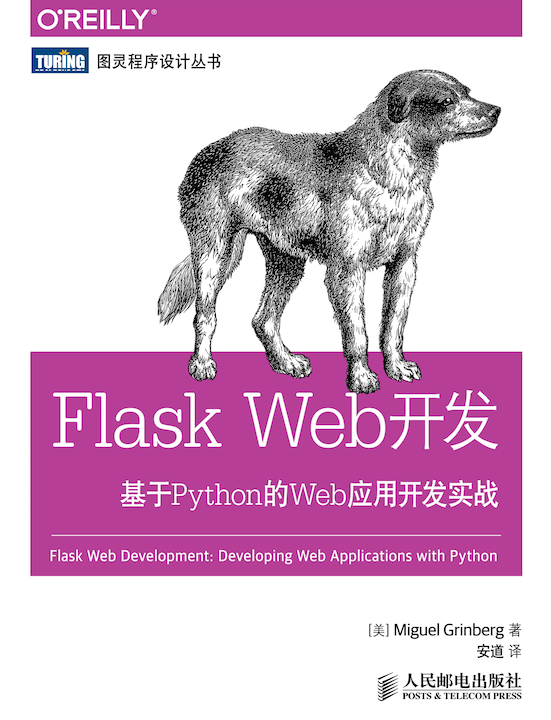 O'REILLY®
TURING 图灵程序设计丛书
Flask Web开发
基于Python的Web应用开发实战
Flask Web Development: Developing Web Applications with Python
[美] Miguel Grinberg 著
安道 译
人民邮电出版社
POSTS & TELECOM PRESS